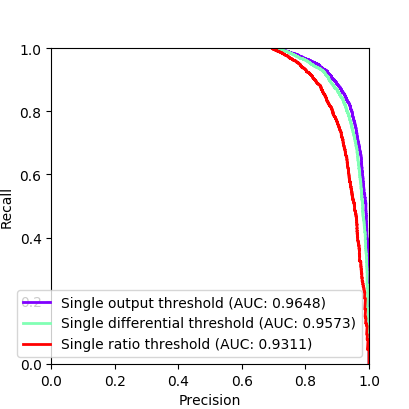 1.0
0.8
0.6
0.4
0.2
0.0
Recall
Single output threshold (AUC: 0.9648)
Single differential threshold (AUC: 0.9573)
Single ratio threshold (AUC: 0.9311)
0.0 0.2 0.4 0.6 0.8 1.0
Precision